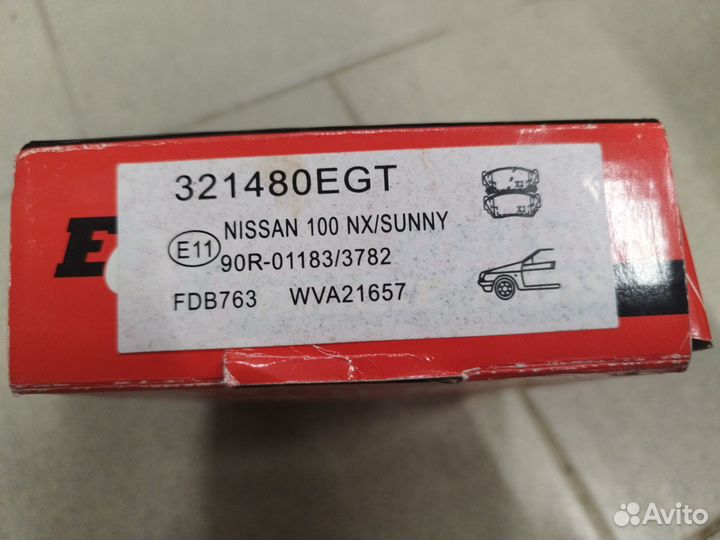 321480EGT
NISSAN 100 NX/SUNNY
E11
90R-01183/3782
FDB763 WVA21657
E
Avito